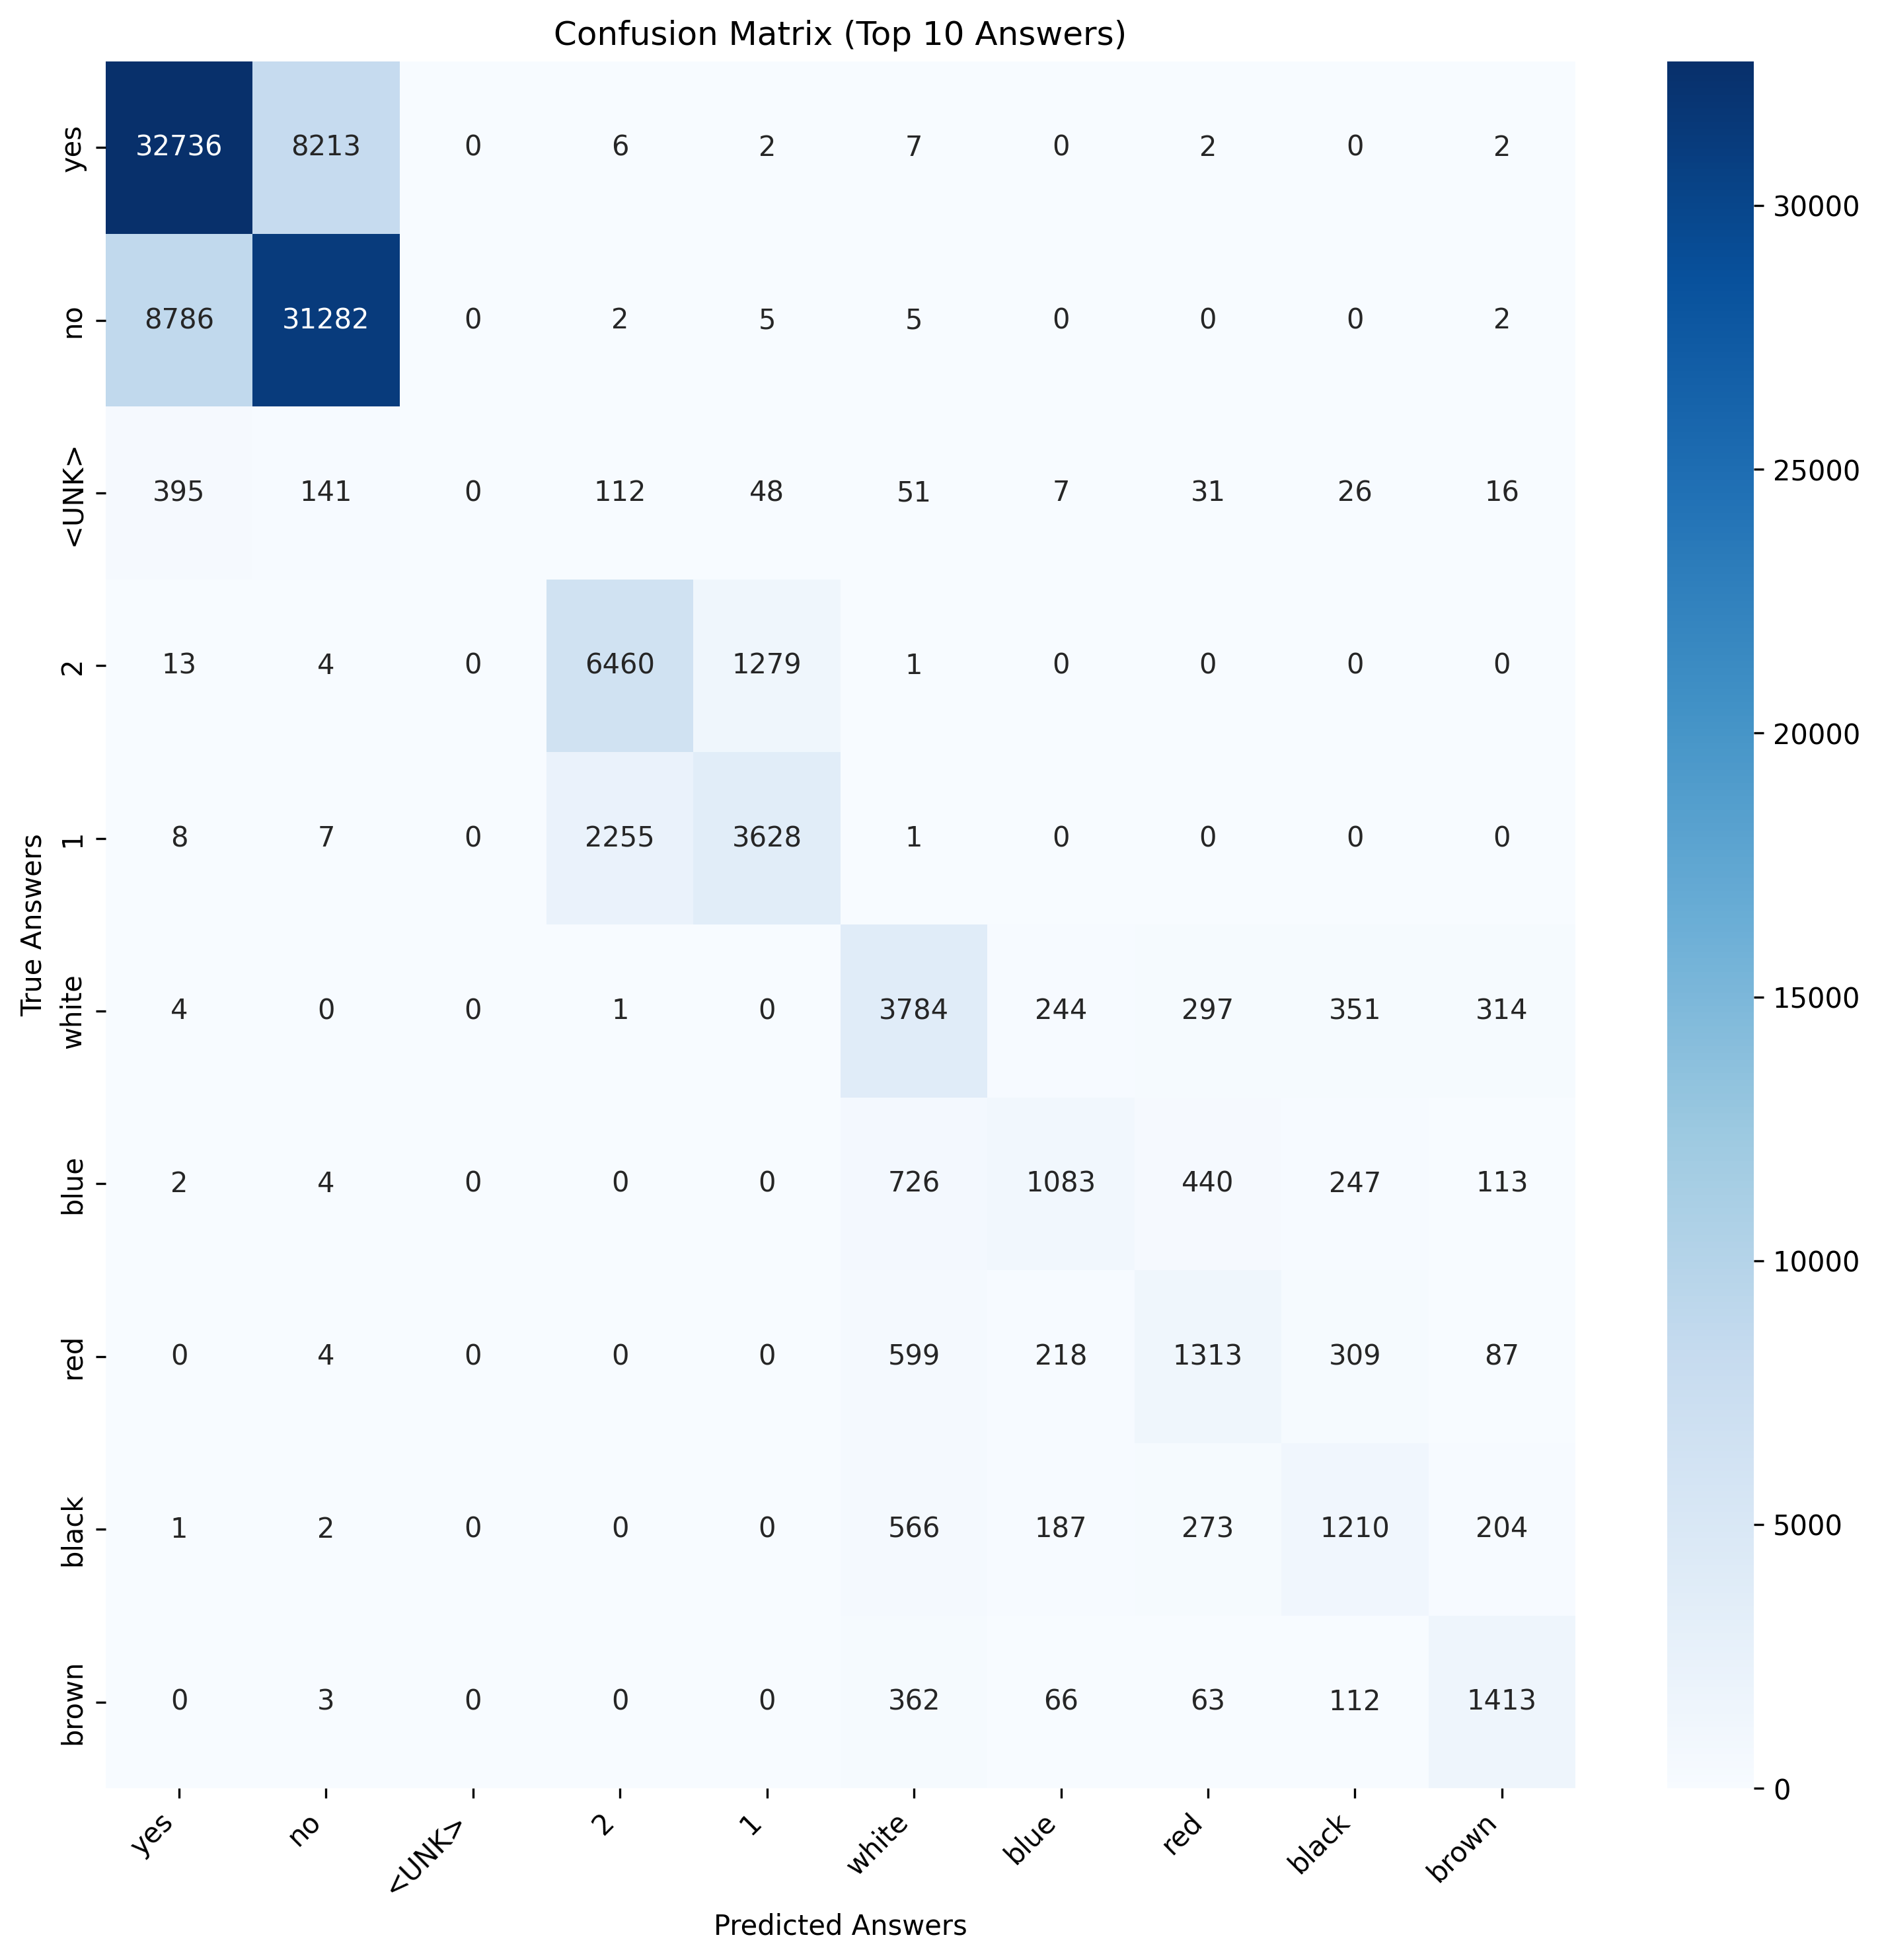 Confusion Matrix (Top 10 Answers)
yes 32736 8213 0 6 2 7 0 2 0 2
no 8786 31282 0 2 5 5 0 0 0 2
<UNK> 395 141 0 112 48 51 7 31 26 16
2 13 4 0 6460 1279 1 0 0 0 0
1 8 7 0 2255 3628 1 0 0 0 0
white 4 0 0 1 0 3784 244 297 351 314
blue 2 4 0 0 0 726 1083 440 247 113
red 0 4 0 0 0 599 218 1313 309 87
black 1 2 0 0 0 566 187 273 1210 204
brown 0 3 0 0 0 362 66 63 112 1413
True Answers
yes no <UNK> 2 1 white blue red black brown
Predicted Answers
30000
25000
20000
15000
10000
5000
0